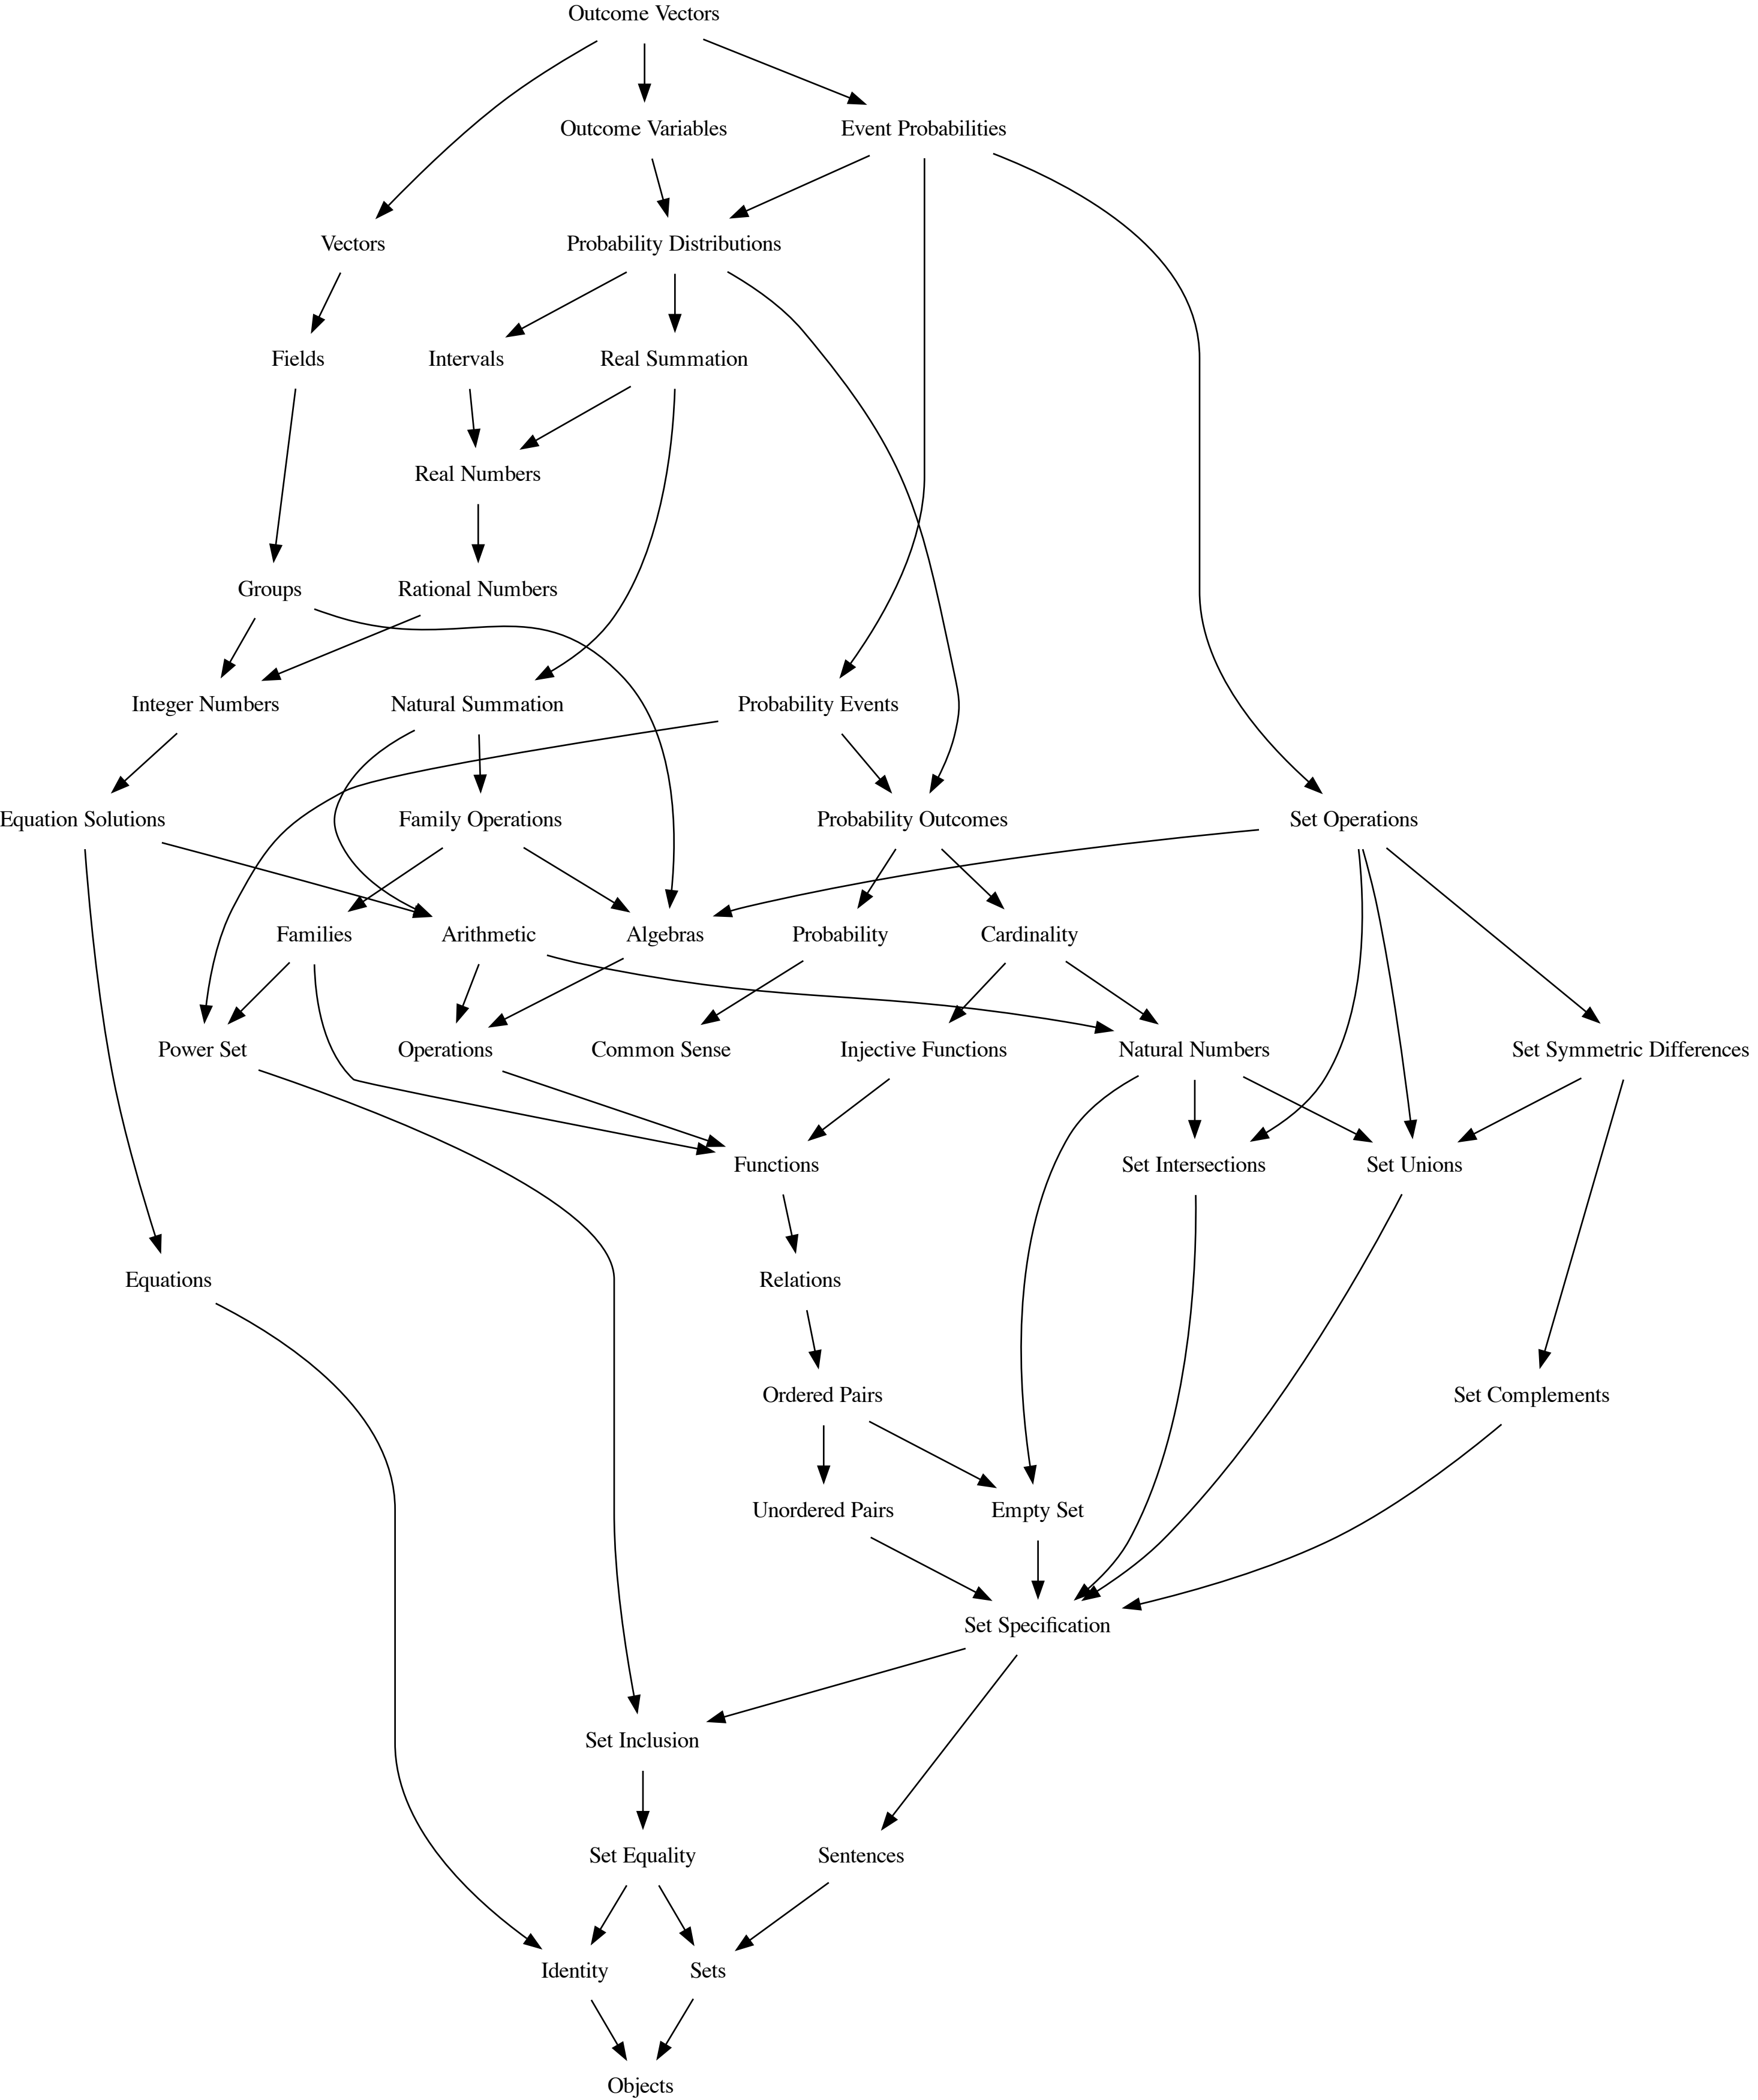 Outcome Vectors
Outcome Variables
Event Probabilities
Vectors
Probability Distributions
Fields
Intervals
Real Summation
Real Numbers
Groups
Rational Numbers
Integer Numbers
Natural Summation
Probability Events
Equation Solutions
Family Operations
Probability Outcomes
Set Operations
Families
Arithmetic
Algebras
Probability
Cardinality
Power Set
Operations
Common Sense
Injective Functions
Natural Numbers
Set Symmetric Differences
Functions
Set Intersections
Set Unions
Equations
Relations
Ordered Pairs
Set Complements
Unordered Pairs
Empty Set
Set Specification
Set Inclusion
Set Equality
Sentences
Identity
Sets
Objects